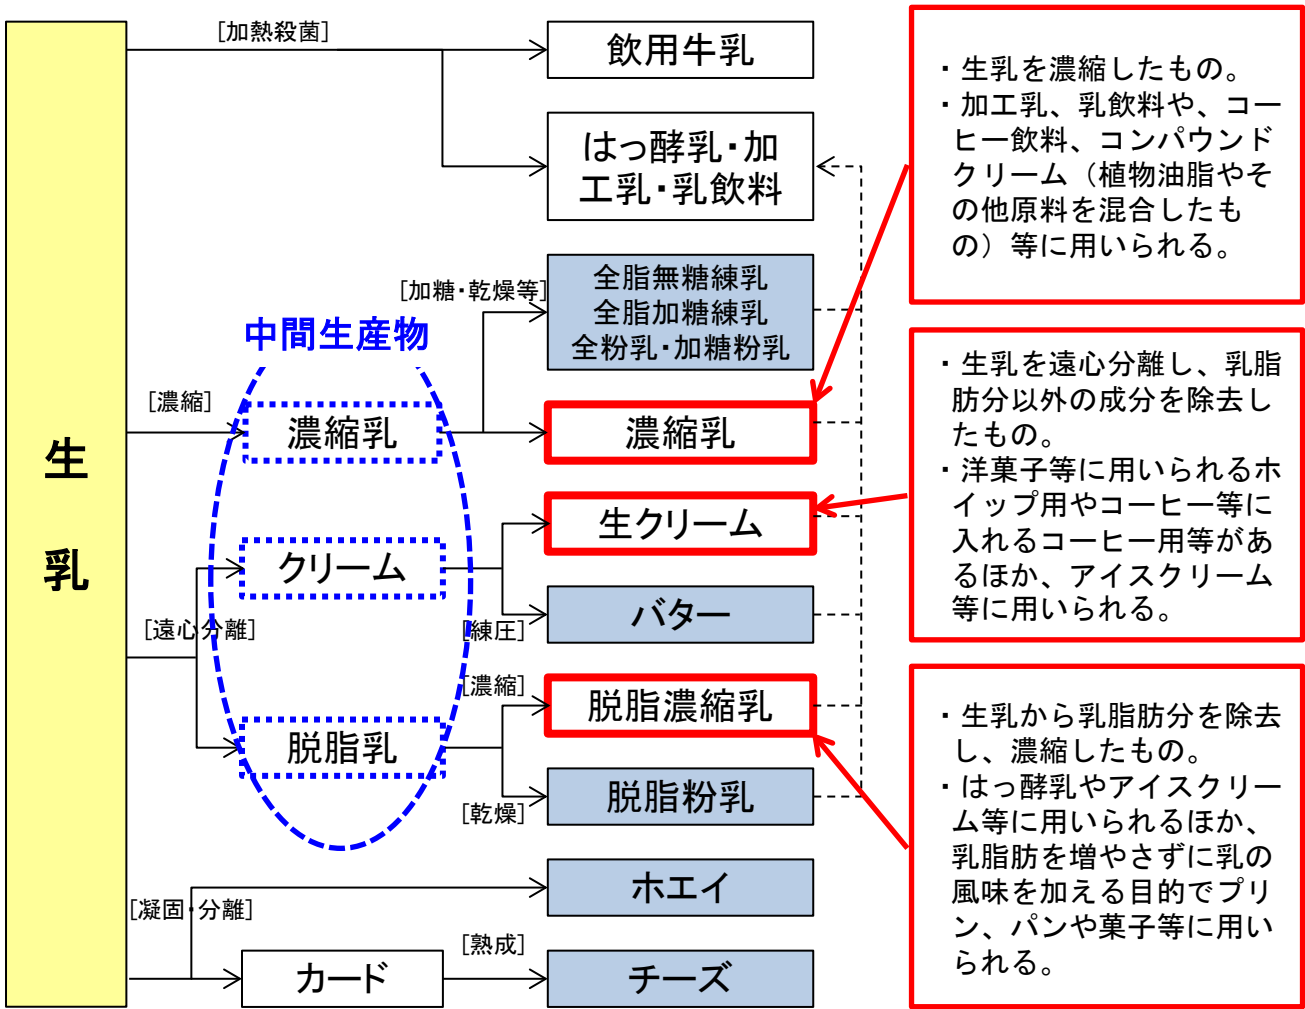 生
乳
[加熱殺菌]
飲用牛乳
はっ酵乳・加
工乳・乳飲料
[加糖・乾燥等]
全脂無糖練乳
全脂加糖練乳
全粉乳・加糖粉乳
中間生産物
[濃縮]
濃縮乳
濃縮乳
生クリーム
クリーム
バター
[遠心分離]
[練圧]
[濃縮]
脱脂濃縮乳
脱脂乳
脱脂粉乳
[乾燥]
ホエイ
[凝固・分離]
[熟成]
カード
チーズ
・生乳を濃縮したもの。
・加工乳、乳飲料や、コー
ヒー飲料、コンパウンド
クリーム（植物油脂やそ
の他原料を混合したも
の）等に用いられる。
・生乳を遠心分離し、乳脂
肪分以外の成分を除去し
たもの。
・洋菓子等に用いられるホ
イップ用やコーヒー等に
入れるコーヒー用等があ
るほか、アイスクリーム
等に用いられる。
・生乳から乳脂肪分を除去
し、濃縮したもの。
・はっ酵乳やアイスクリー
ム等に用いられるほか、
乳脂肪を増やさずに乳の
風味を加える目的でプリ
ン、パンや菓子等に用い
られる。